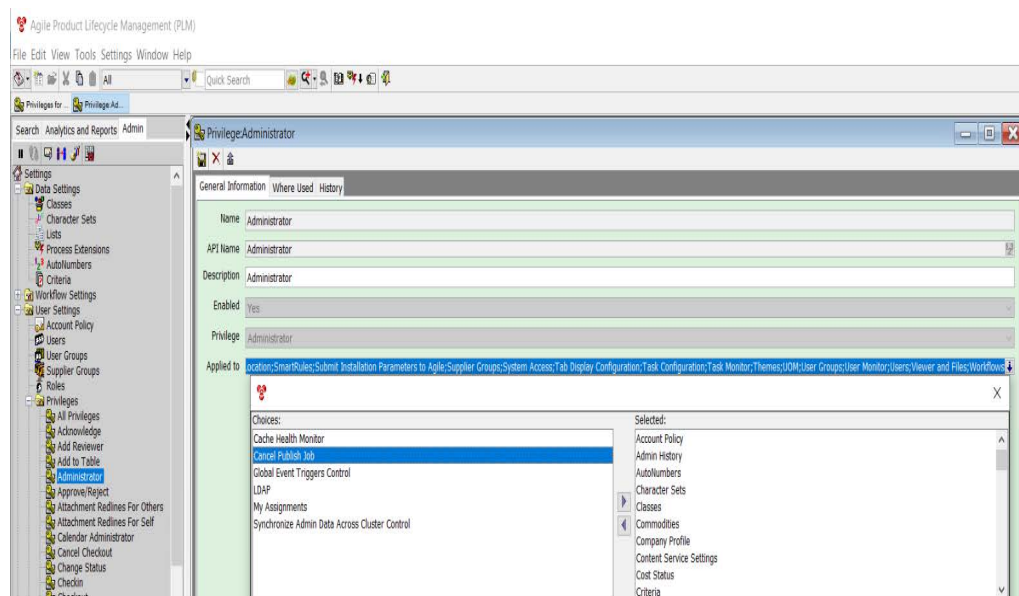 Agile Product Lifecycle Management (PLM)
File Edit View Tools Settings Window Help
All
Quick Search
Privileges for ...
Privilege:Ad...
Search Analytics and Reports Admin
Settings
Data Settings
Classes
Character Sets
Lists
Process Extensions
AutoNumbers
Criteria
Workflow Settings
User Settings
Account Policy
Users
User Groups
Supplier Groups
Roles
Privileges
All Privileges
Acknowledge
Add Reviewer
Add to Table
Administrator
Approve/Reject
Attachment Redlines For Others
Attachment Redlines For Self
Calendar Administrator
Cancel Checkout
Change Status
Checkin
Checkout
Privilege:Administrator
General Information Where Used History
Name Administrator
API Name Administrator
Description Administrator
Enabled Yes
Privilege Administrator
Applied to ocation;SmartRules;Submit Installation Parameters to Agile;Supplier Groups;System Access;Tab Display Configuration;Task Configuration;Task Monitor;Themes;UOM;User Groups;User Monitor;Users;Viewer and Files;Workflows
Choices:
Cache Health Monitor
Cancel Publish Job
Global Event Triggers Control
LDAP
My Assignments
Synchronize Admin Data Across Cluster Control
Selected:
Account Policy
Admin History
AutoNumbers
Character Sets
Classes
Commodities
Company Profile
Content Service Settings
Cost Status
Criteria